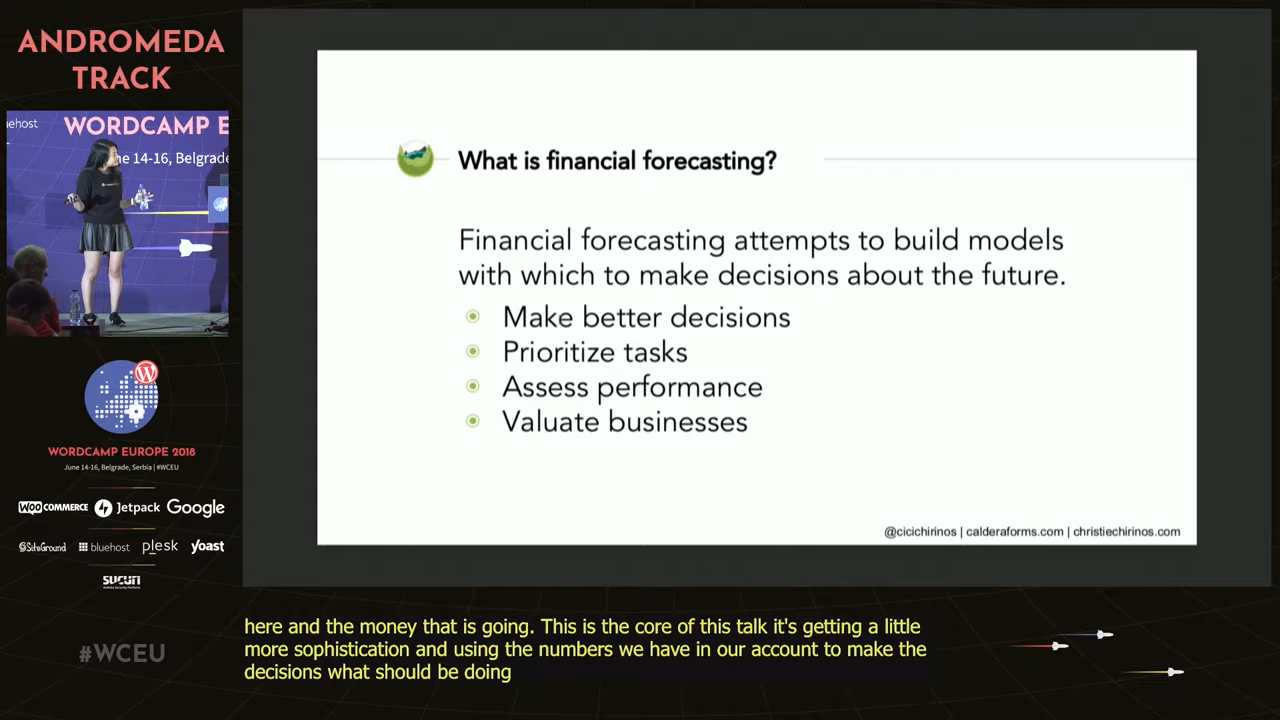 ANDROMEDA
TRACK
uehost
WORDCAMP E
ne 14-16, Belgrade
WORDCAMP EUROPE 2018
June 14-16, Belgrade, Serbia | #WCEU
WOO COMMERCE Jetpack Google
SiteGround bluehost plesk yoast
SUCURI
#WCEU
What is financial forecasting?
Financial forecasting attempts to build models
with which to make decisions about the future.
Make better decisions
Prioritize tasks
Assess performance
Valuate businesses
@cicichirinos | calderaforms.com | christiechirinos.com
here and the money that is going. This is the core of this talk it's getting a little
more sophistication and using the numbers we have in our account to make the
decisions what should be doing